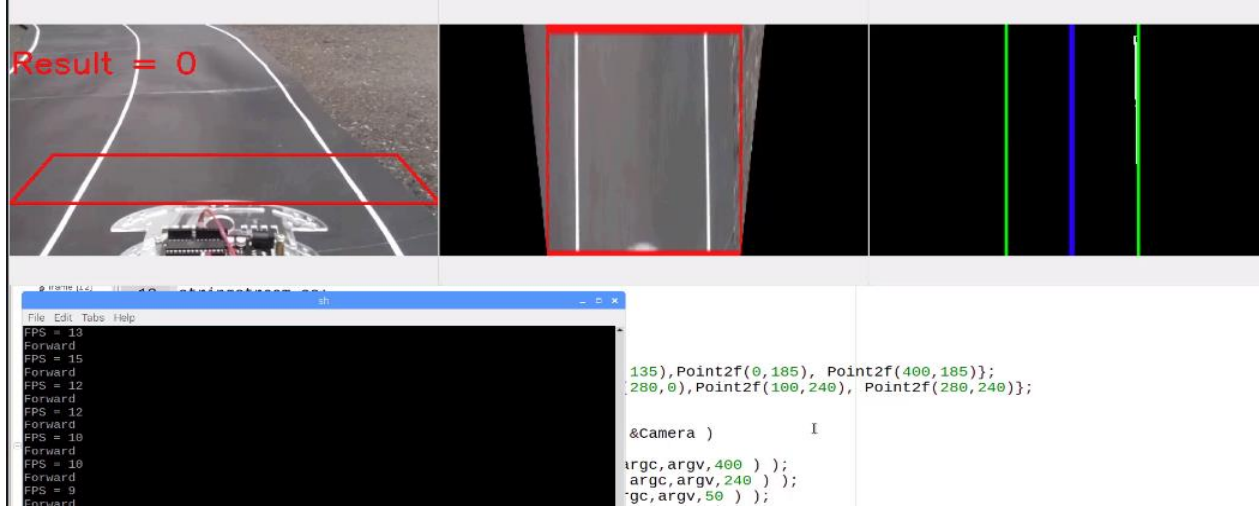 Result = 0
sh
File Edit Tabs Help
FPS = 13
Forward
FPS = 15
Forward
FPS = 12
Forward
FPS = 12
Forward
FPS = 10
Forward
FPS = 10
Forward
FPS = 9
Forward
135),Point2f(0,185), Point2f(400,185)};
(280,0),Point2f(100,240), Point2f(280,240)};
&Camera )
argc,argv,400 ) );
argc,argv,240 ) );
rgc,argv,50 ) );